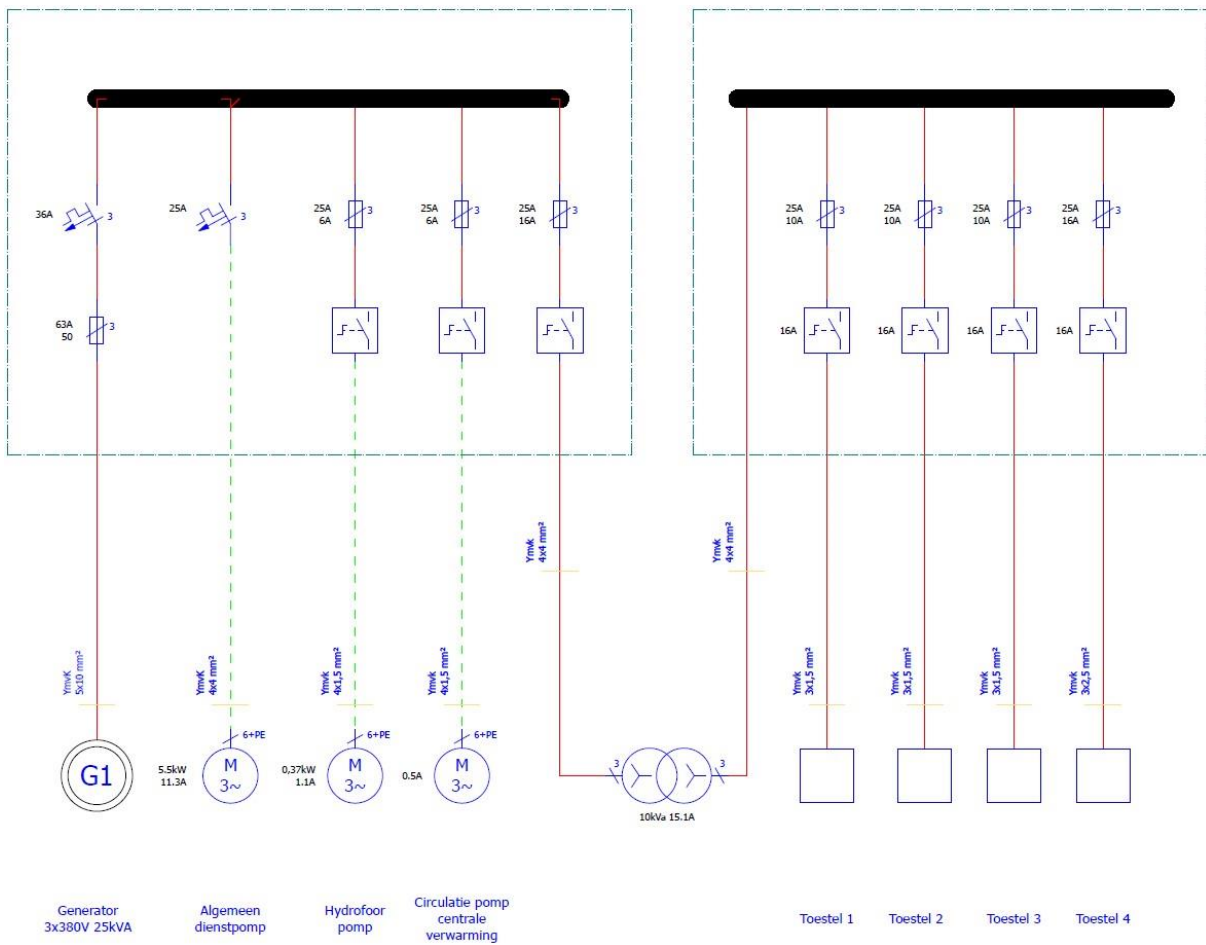 36A
3
25A
3
25A
6A
3
25A
6A
3
25A
16A
3
25A
10A
3
25A
10A
3
25A
10A
3
25A
16A
3
63A
50
3
16A
16A
16A
16A
Ymvk
4x4 mm²
Ymvk
4x4 mm²
YmvK
5x10 mm²
YmvK
4x4 mm²
Ymvk
4x1,5 mm²
Ymvk
4x1,5 mm²
Ymvk
3x1,5 mm²
Ymvk
3x1,5 mm²
Ymvk
3x1,5 mm²
Ymvk
3x2,5 mm²
6+PE
6+PE
6+PE
G1
5.5kW
11.3A
M
3~
0,37kW
1.1A
M
3~
0.5A
M
3~
3
3
10kVa 15.1A
Generator
3x380V 25kVA
Algemeen
dienstpomp
Hydrofoor
pomp
Circulatie pomp
centrale
verwarming
Toestel 1
Toestel 2
Toestel 3
Toestel 4